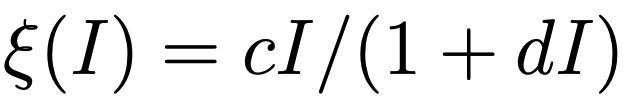 ξ(I) = cI/(1 + dI)